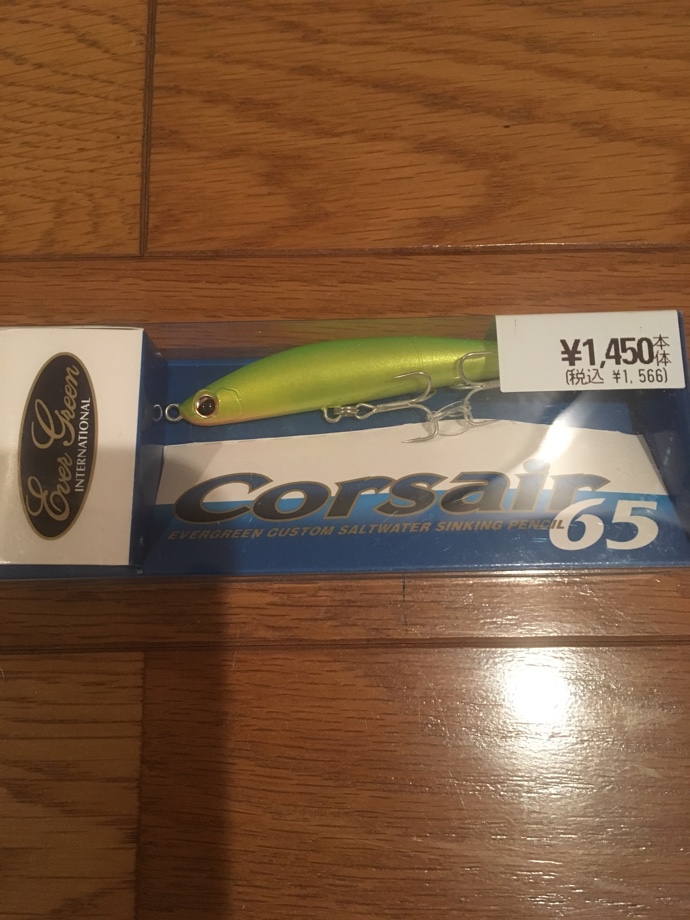 Ever Green
INTERNATIONAL
¥1,450本体
(税込 ¥1,566)
Corsair
65
EVERGREEN CUSTOM SALTWATER SINKING PENCIL